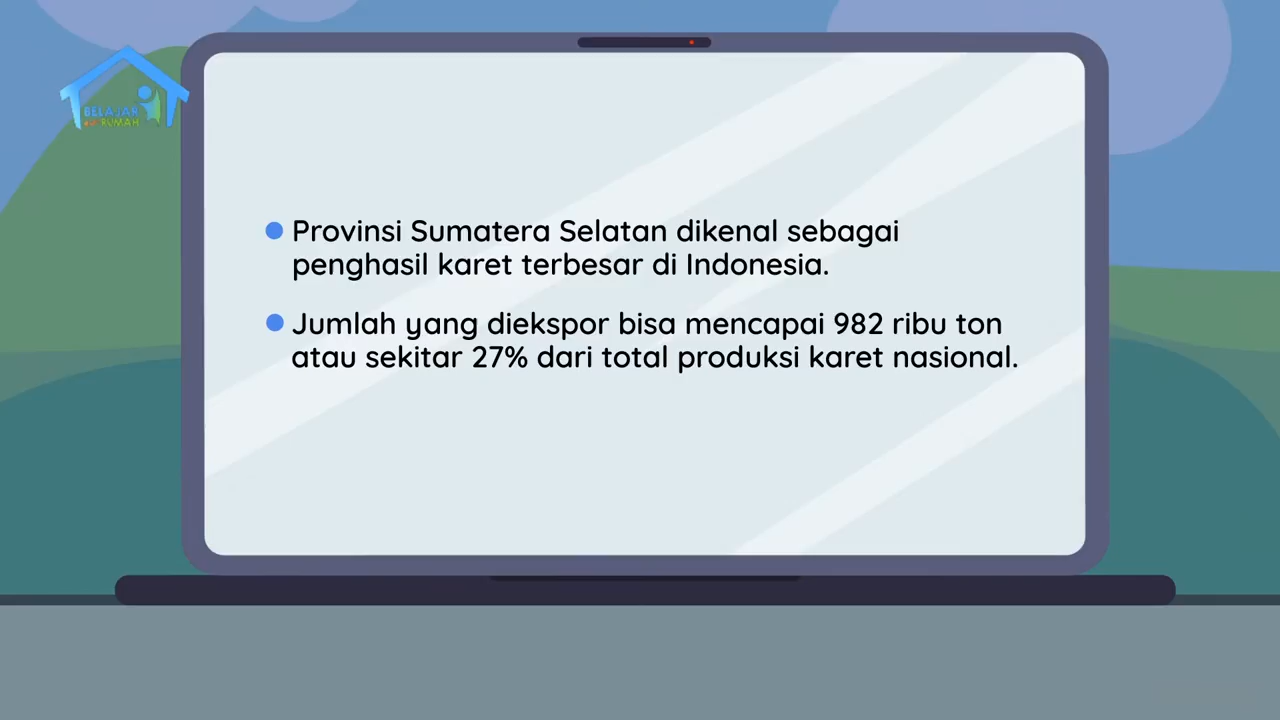 BELAJAR
DARI RUMAH
Provinsi Sumatera Selatan dikenal sebagai
penghasil karet terbesar di Indonesia.
Jumlah yang diekspor bisa mencapai 982 ribu ton
atau sekitar 27% dari total produksi karet nasional.